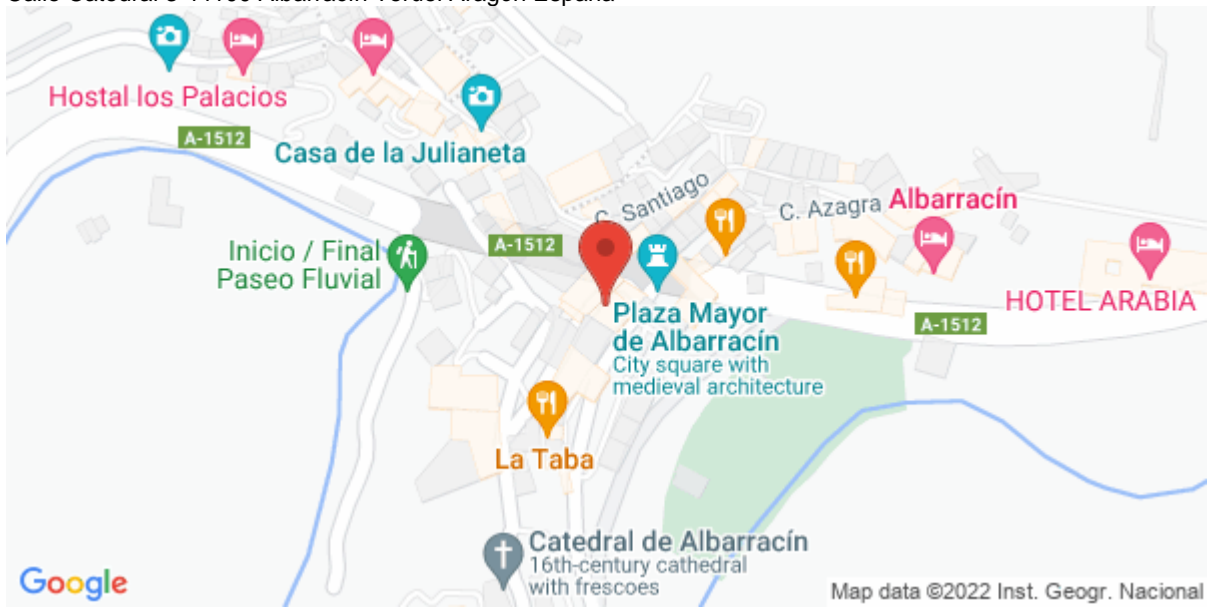 Hostal los Palacios
A-1512
Casa de la Julianeta
C. Santiago
C. Azagra
Albarracín
Inicio / Final
Paseo Fluvial
A-1512
HOTEL ARABIA
Plaza Mayor
de Albarracín
City square with
medieval architecture
A-1512
La Taba
Catedral de Albarracín
16th-century cathedral
with frescoes
Google
Map data ©2022 Inst. Geogr. Nacional